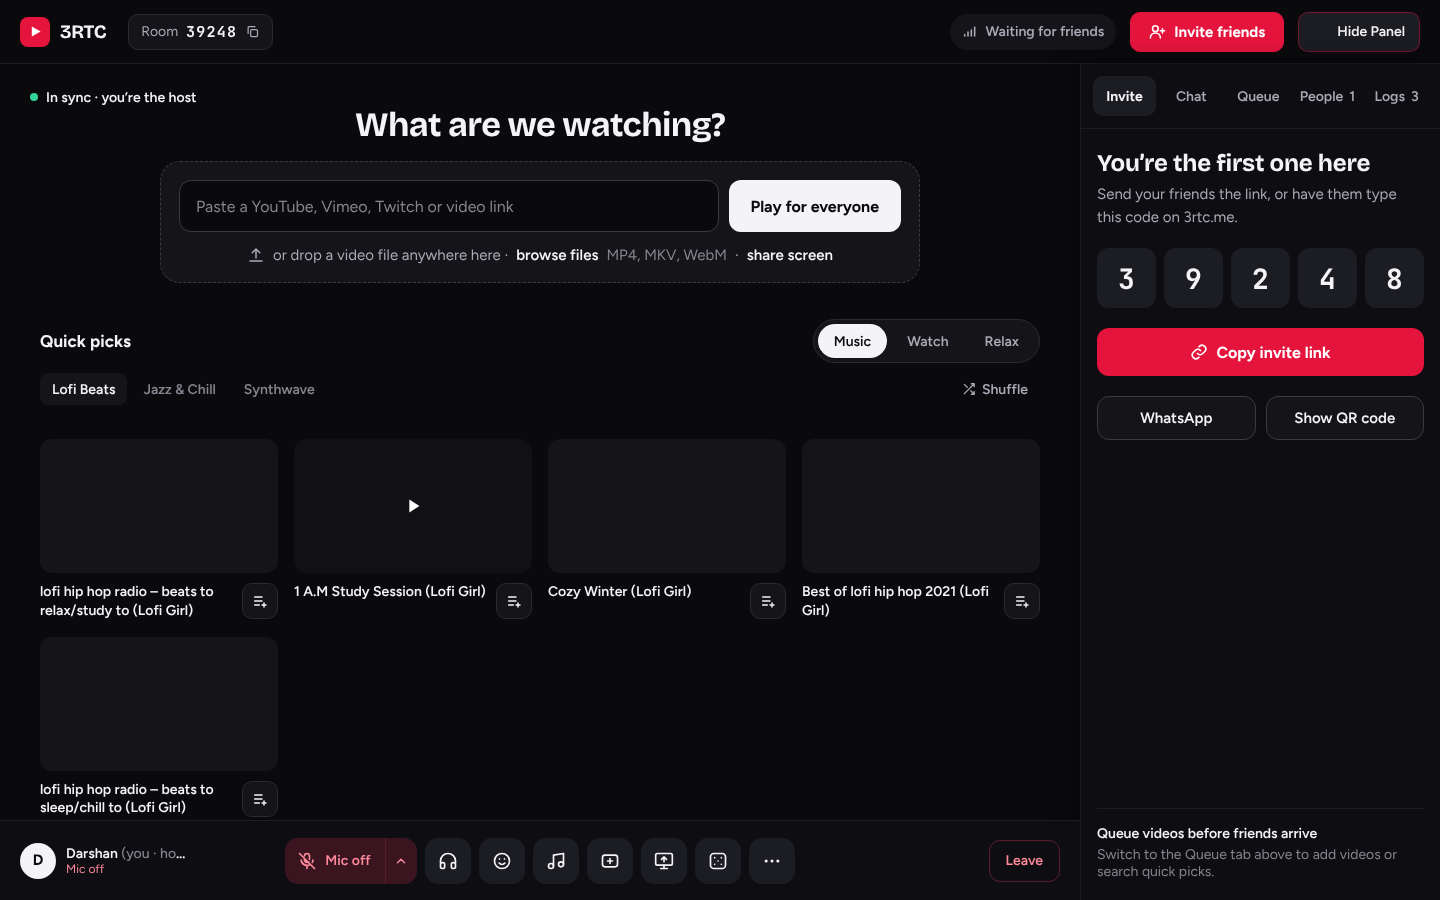 3RTC
Room 39248
Waiting for friends
Invite friends
Hide Panel
In sync · you're the host
What are we watching?
Paste a YouTube, Vimeo, Twitch or video link
Play for everyone
or drop a video file anywhere here · browse files MP4, MKV, WebM · share screen
Quick picks
Music
Watch
Relax
Lofi Beats
Jazz & Chill
Synthwave
Shuffle
lofi hip hop radio – beats to
relax/study to (Lofi Girl)
1 A.M Study Session (Lofi Girl)
Cozy Winter (Lofi Girl)
Best of lofi hip hop 2021 (Lofi
Girl)
lofi hip hop radio – beats to
sleep/chill to (Lofi Girl)
D
Darshan (you · ho...
Mic off
Mic off
Leave
Invite
Chat
Queue
People 1
Logs 3
You're the first one here
Send your friends the link, or have them type
this code on 3rtc.me.
3 9 2 4 8
Copy invite link
WhatsApp
Show QR code
Queue videos before friends arrive
Switch to the Queue tab above to add videos or
search quick picks.